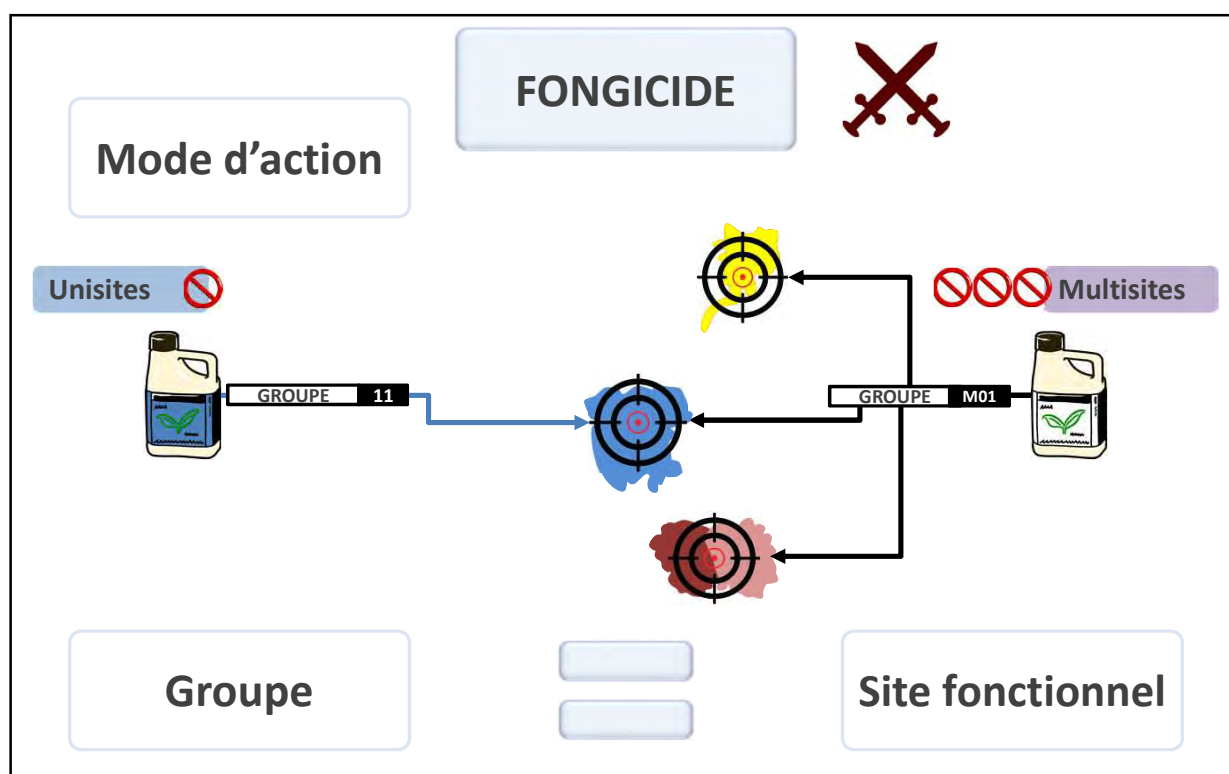 FONGICIDE
Mode d’action
Unisites
Multisites
GROUPE 11
GROUPE M01
Groupe
Site fonctionnel